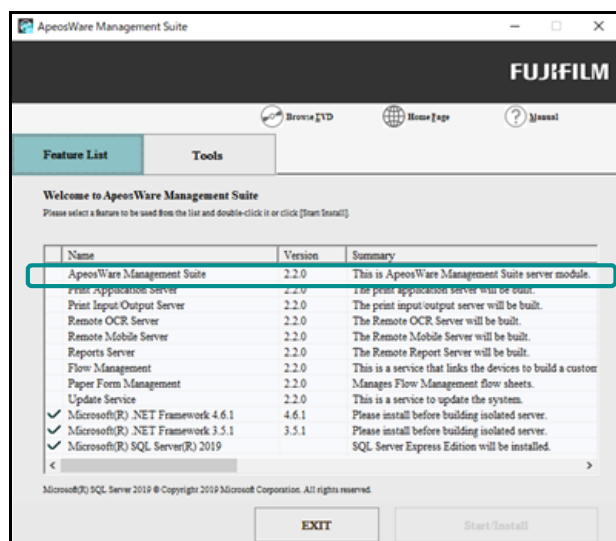 ApeosWare Management Suite
FUJIFILM
Browse DVD Home Page Manual
Feature List Tools
Welcome to ApeosWare Management Suite
Please select a feature to be used from the list and double-click it or click [Start Install].
Name Version Summary
ApeosWare Management Suite 2.2.0 This is ApeosWare Management Suite server module.
Print Application Server 2.2.0 The print application server will be built.
Print Input/Output Server 2.2.0 The print input/output server will be built.
Remote OCR Server 2.2.0 The Remote OCR Server will be built.
Remote Mobile Server 2.2.0 The Remote Mobile Server will be built.
Reports Server 2.2.0 The Remote Report Server will be built.
Flow Management 2.2.0 This is a service that links the devices to build a custom
Paper Form Management 2.2.0 Manages Flow Management flow sheets.
Update Service 2.2.0 This is a service to update the system.
Microsoft(R) .NET Framework 4.6.1 4.6.1 Please install before building isolated server.
Microsoft(R) .NET Framework 3.5.1 3.5.1 Please install before building isolated server.
Microsoft(R) SQL Server(R) 2019 SQL Server Express Edition will be installed.
Microsoft(R) SQL Server 2019 © Copyright 2019 Microsoft Corporation. All rights reserved.
EXIT Start/Install